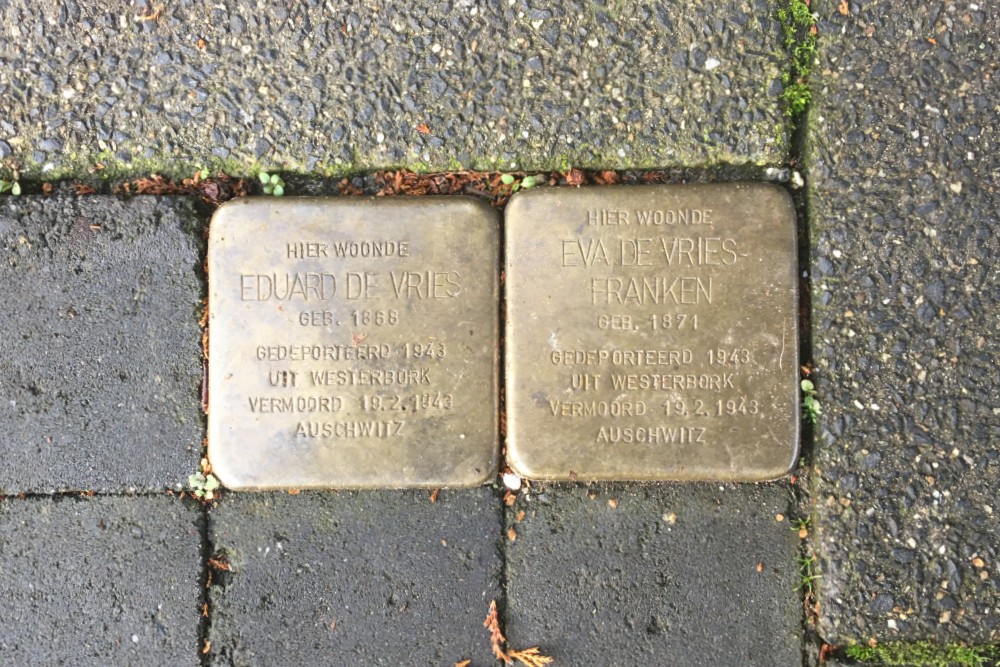 HIER WOONDE
EDUARD DE VRIES
GEB. 1868
GEDEPORTEERD 1943
UIT WESTERBORK
VERMOORD 19.2.1943
AUSCHWITZ
HIER WOONDE
EVA DE VRIES-
FRANKEN
GEB. 1871
GEDEPORTEERD 1943
UIT WESTERBORK
VERMOORD 19.2.1943
AUSCHWITZ